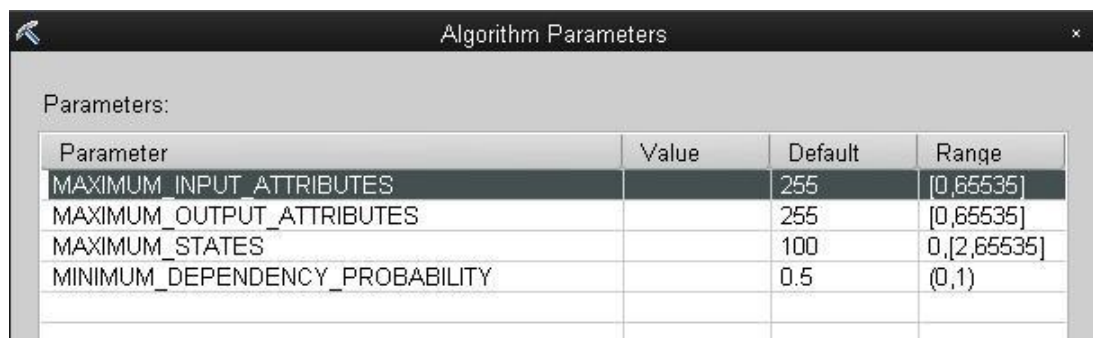 Algorithm Parameters ×
Parameters:
Parameter Value Default Range
MAXIMUM_INPUT_ATTRIBUTES 255 [0,65535]
MAXIMUM_OUTPUT_ATTRIBUTES 255 [0,65535]
MAXIMUM_STATES 100 0,[2,65535]
MINIMUM_DEPENDENCY_PROBABILITY 0.5 (0,1)